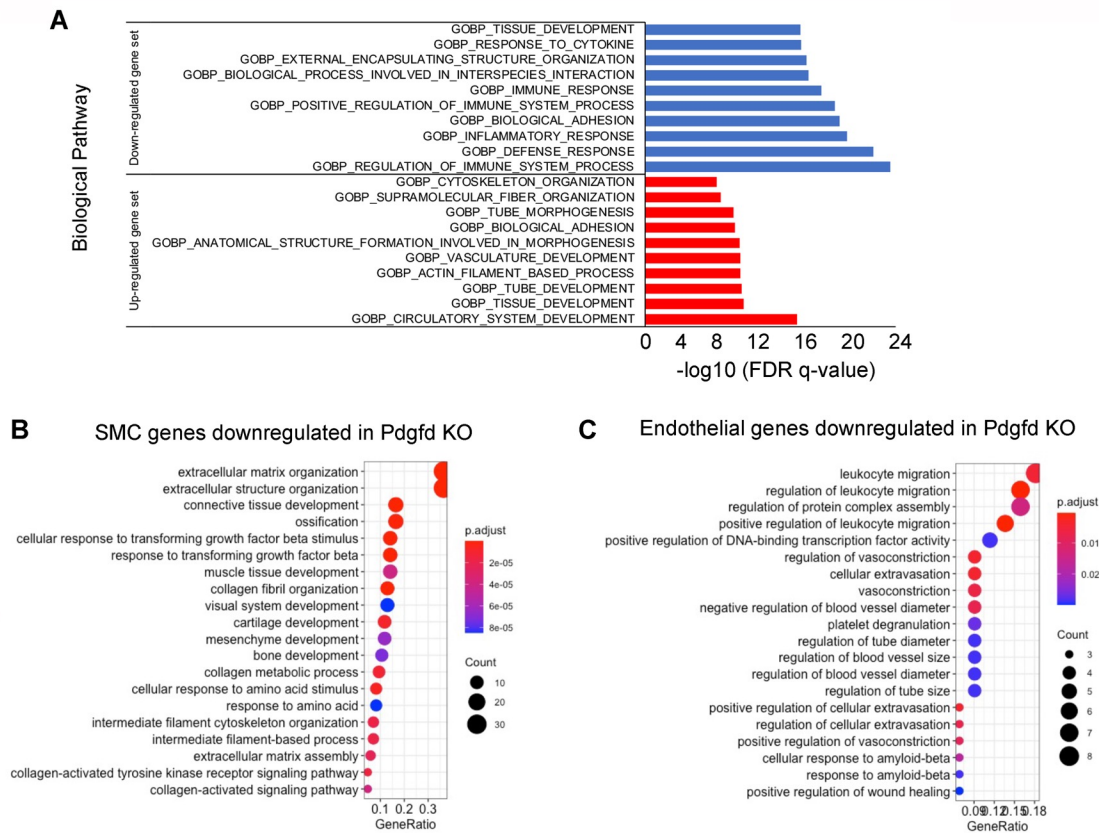 A
Biological Pathway
Down-regulated gene set
GOBP_TISSUE_DEVELOPMENT
GOBP_RESPONSE_TO_CYTOKINE
GOBP_EXTERNAL_ENCAPSULATING_STRUCTURE_ORGANIZATION
GOBP_BIOLOGICAL_PROCESS_INVOLVED_IN_INTERSPECIES_INTERACTION
GOBP_IMMUNE_RESPONSE
GOBP_POSITIVE_REGULATION_OF_IMMUNE_SYSTEM_PROCESS
GOBP_BIOLOGICAL_ADHESION
GOBP_INFLAMMATORY_RESPONSE
GOBP_DEFENSE_RESPONSE
GOBP_REGULATION_OF_IMMUNE_SYSTEM_PROCESS
Up-regulated gene set
GOBP_CYTOSKELETON_ORGANIZATION
GOBP_SUPRAMOLECULAR_FIBER_ORGANIZATION
GOBP_TUBE_MORPHOGENESIS
GOBP_BIOLOGICAL_ADHESION
GOBP_ANATOMICAL_STRUCTURE_FORMATION_INVOLVED_IN_MORPHOGENESIS
GOBP_VASCULATURE_DEVELOPMENT
GOBP_ACTIN_FILAMENT_BASED_PROCESS
GOBP_TUBE_DEVELOPMENT
GOBP_TISSUE_DEVELOPMENT
GOBP_CIRCULATORY_SYSTEM_DEVELOPMENT
0 4 8 12 16 20 24
-log10 (FDR q-value)
B
SMC genes downregulated in Pdgfd KO
extracellular matrix organization
extracellular structure organization
connective tissue development
ossification
cellular response to transforming growth factor beta stimulus
response to transforming growth factor beta
muscle tissue development
collagen fibril organization
visual system development
cartilage development
mesenchyme development
bone development
collagen metabolic process
cellular response to amino acid stimulus
response to amino acid
intermediate filament cytoskeleton organization
intermediate filament-based process
extracellular matrix assembly
collagen-activated tyrosine kinase receptor signaling pathway
collagen-activated signaling pathway
0.1 0.2 0.3
GeneRatio
p.adjust
2e-05
4e-05
6e-05
8e-05
Count
10
20
30
C
Endothelial genes downregulated in Pdgfd KO
leukocyte migration
regulation of leukocyte migration
regulation of protein complex assembly
positive regulation of leukocyte migration
positive regulation of DNA-binding transcription factor activity
regulation of vasoconstriction
cellular extravasation
vasoconstriction
negative regulation of blood vessel diameter
platelet degranulation
regulation of tube diameter
regulation of blood vessel size
regulation of blood vessel diameter
regulation of tube size
positive regulation of cellular extravasation
regulation of cellular extravasation
positive regulation of vasoconstriction
cellular response to amyloid-beta
response to amyloid-beta
positive regulation of wound healing
0.09 0.12 0.15 0.18
GeneRatio
p.adjust
0.01
0.02
Count
3
4
5
6
7
8